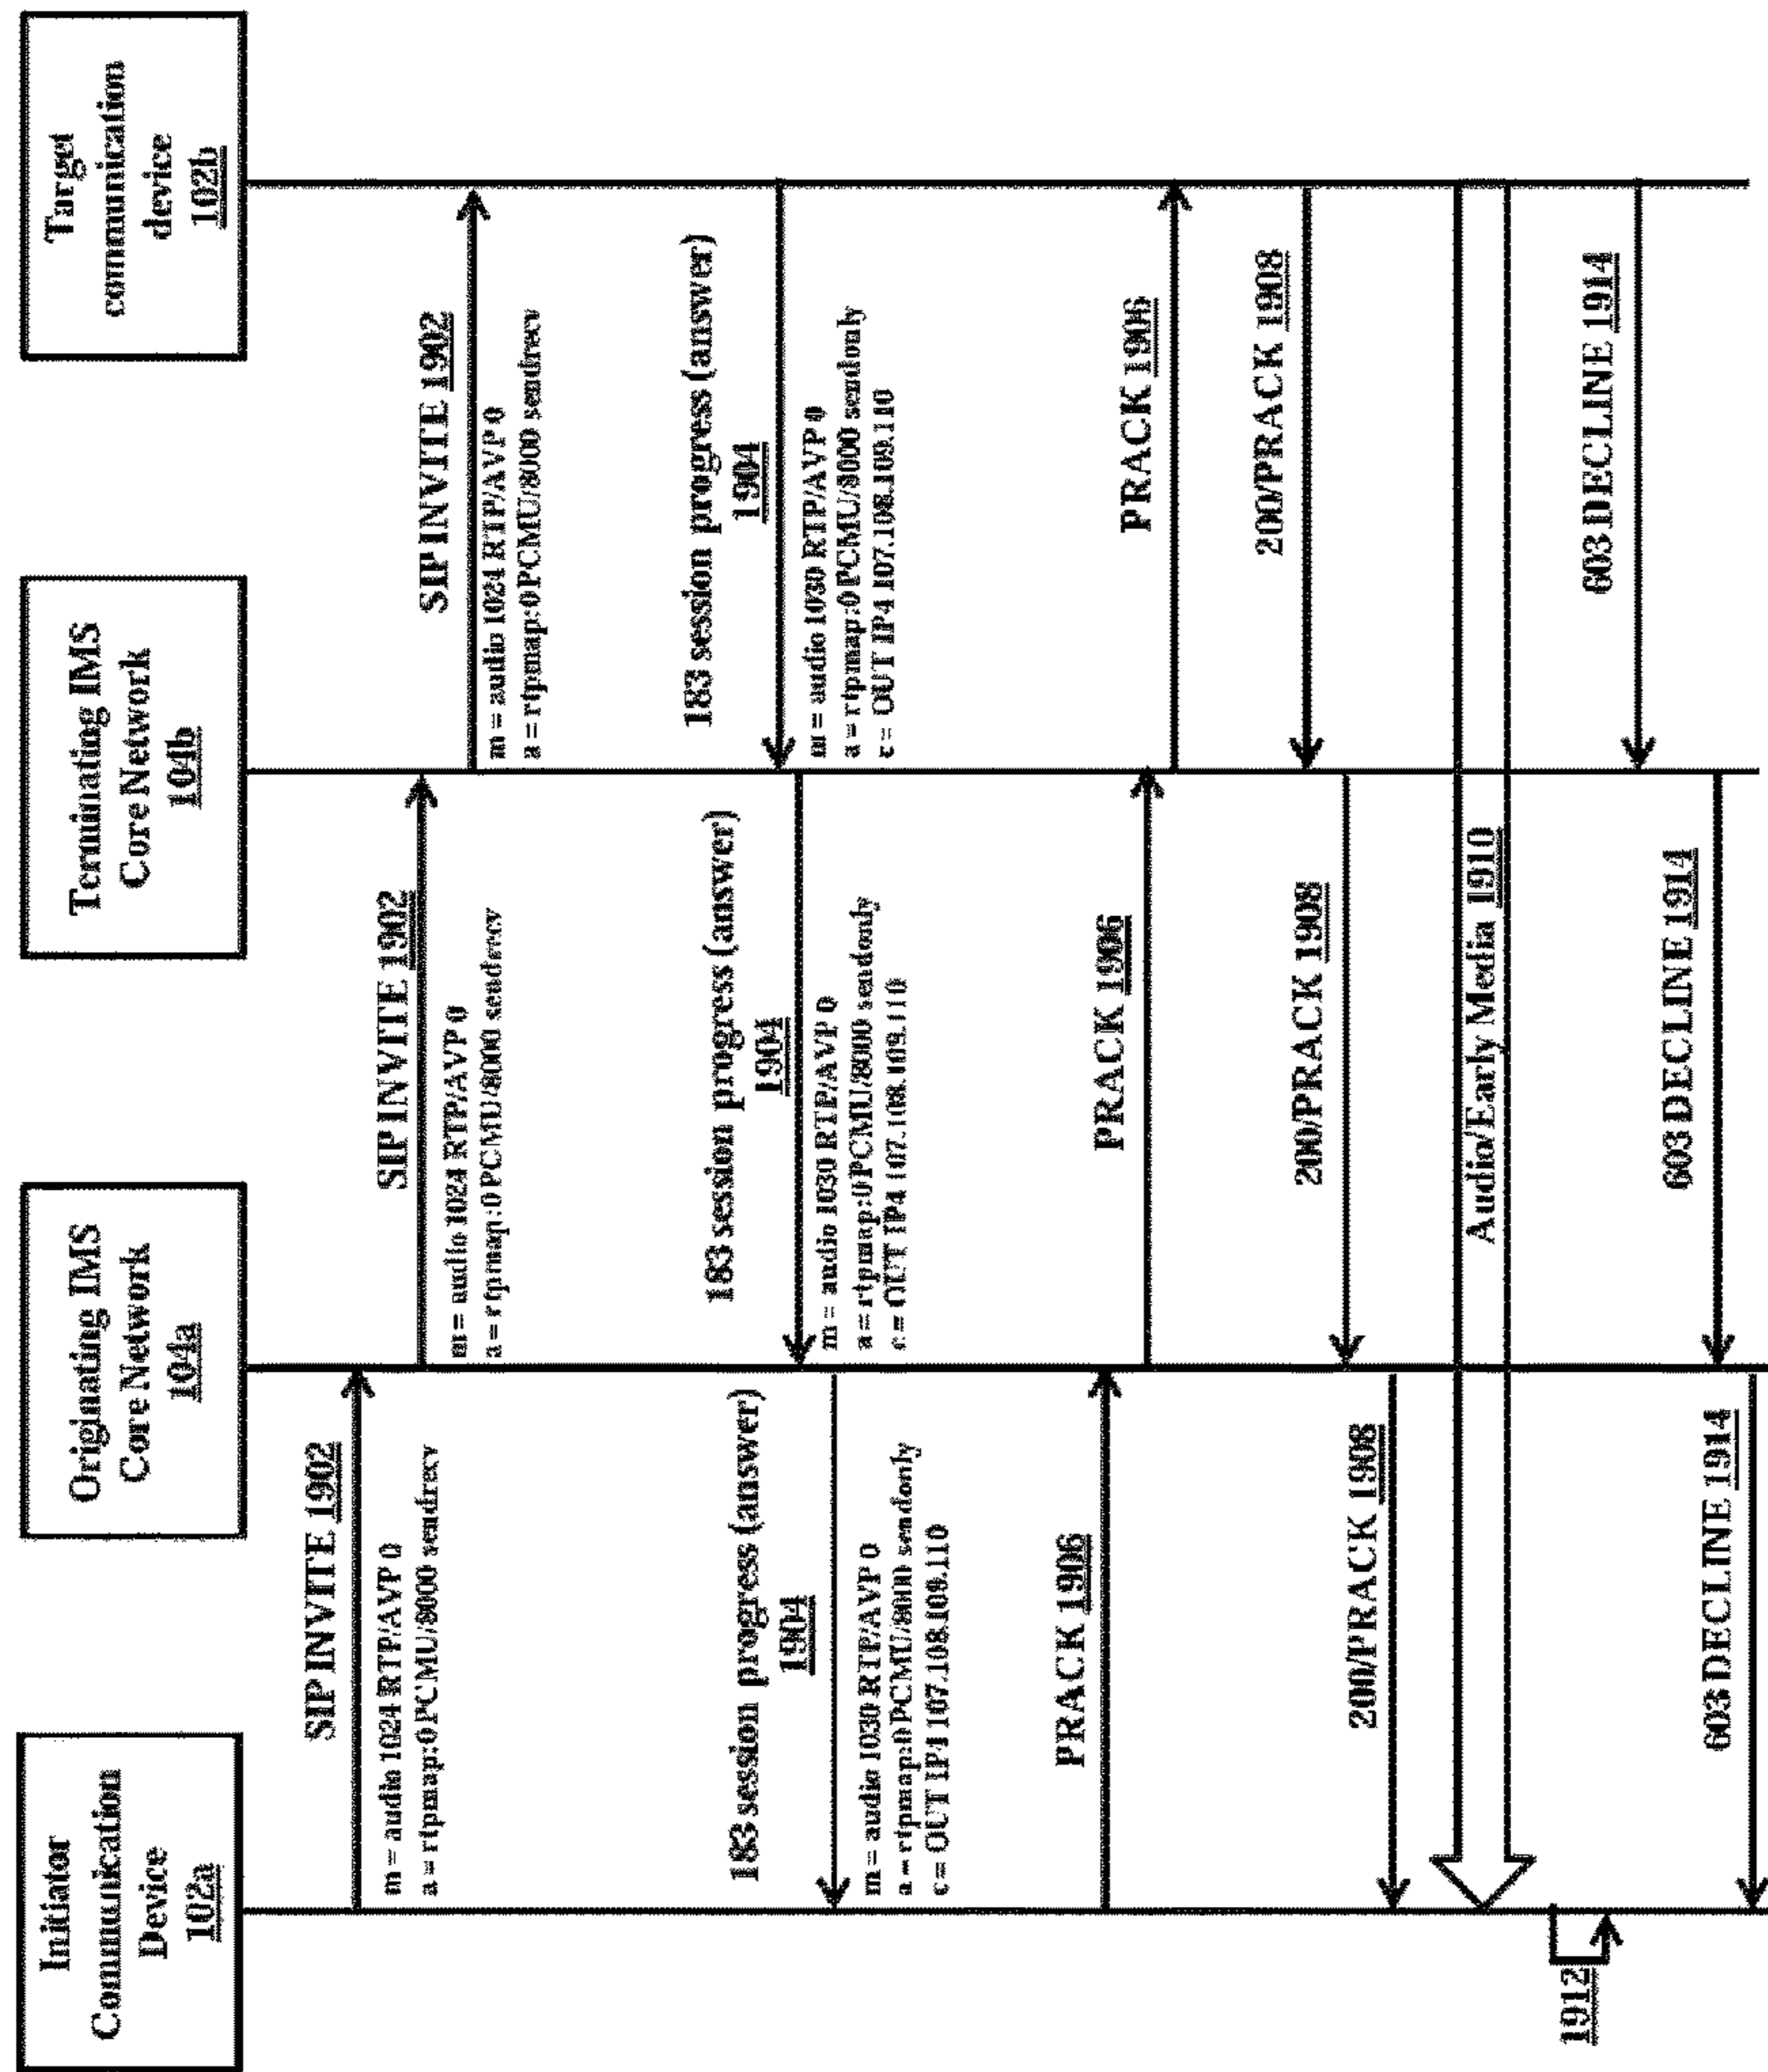 Initiator
Communication
Device
102a
Originating IMS
Core Network
104a
Terminating IMS
Core Network
104b
Target
communication
device
102b
SIP INVITE 1902
m = audio 1024 RTP/AVP 0
a = rtpmap:0 PCMU/8000 sendrecv
SIP INVITE 1902
m = audio 1024 RTP/AVP 0
a = rtpmap:0 PCMU/8000 sendrecv
SIP INVITE 1902
m = audio 1024 RTP/AVP 0
a = rtpmap:0 PCMU/8000 sendrecv
183 session progress (answer)
1904
m = audio 1030 RTP/AVP 0
a = rtpmap:0 PCMU/8000 sendonly
c = OUT IP4 107.108.109.110
183 session progress (answer)
1904
m = audio 1030 RTP/AVP 0
a = rtpmap:0 PCMU/8000 sendonly
c = OUT IP4 107.108.109.110
183 session progress (answer)
1904
m = audio 1030 RTP/AVP 0
a = rtpmap:0 PCMU/8000 sendonly
c = OUT IP4 107.108.109.110
PRACK 1906
PRACK 1906
PRACK 1906
200/PRACK 1908
200/PRACK 1908
200/PRACK 1908
Audio/Early Media 1910
1912
603 DECLINE 1914
603 DECLINE 1914
603 DECLINE 1914